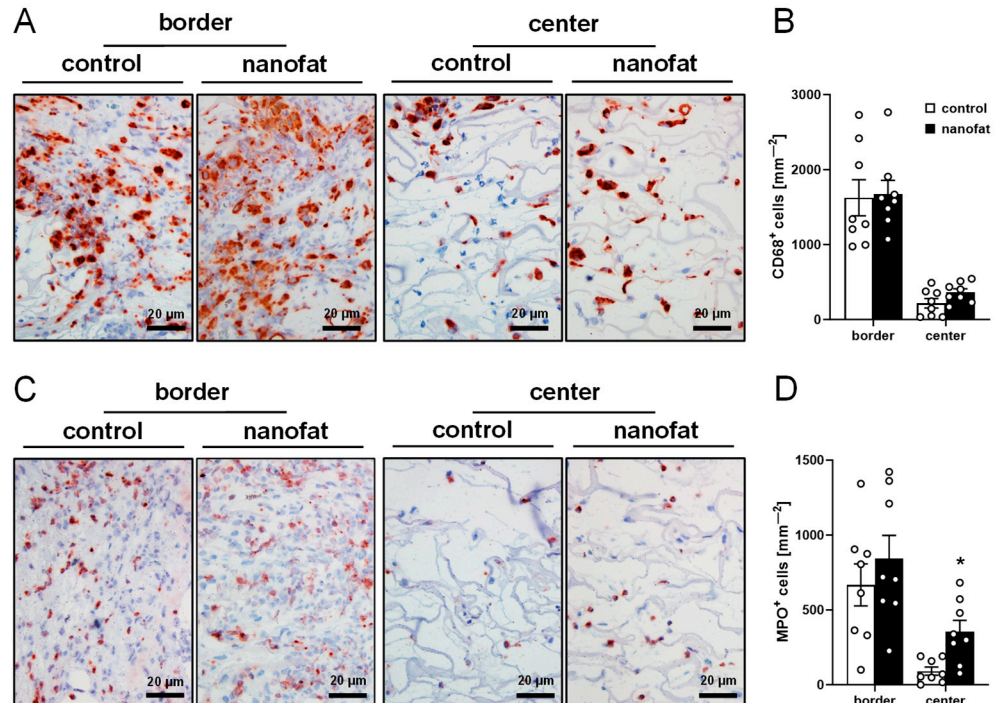 A
border
center
control
nanofat
control
nanofat
20 µm
20 µm
20 µm
20 µm
B
CD68⁺ cells [mm⁻²]
3000
2000
1000
0
control
nanofat
border
center
C
border
center
control
nanofat
control
nanofat
20 µm
20 µm
20 µm
20 µm
D
MPO⁺ cells [mm⁻²]
1500
1000
500
0
*
border
center